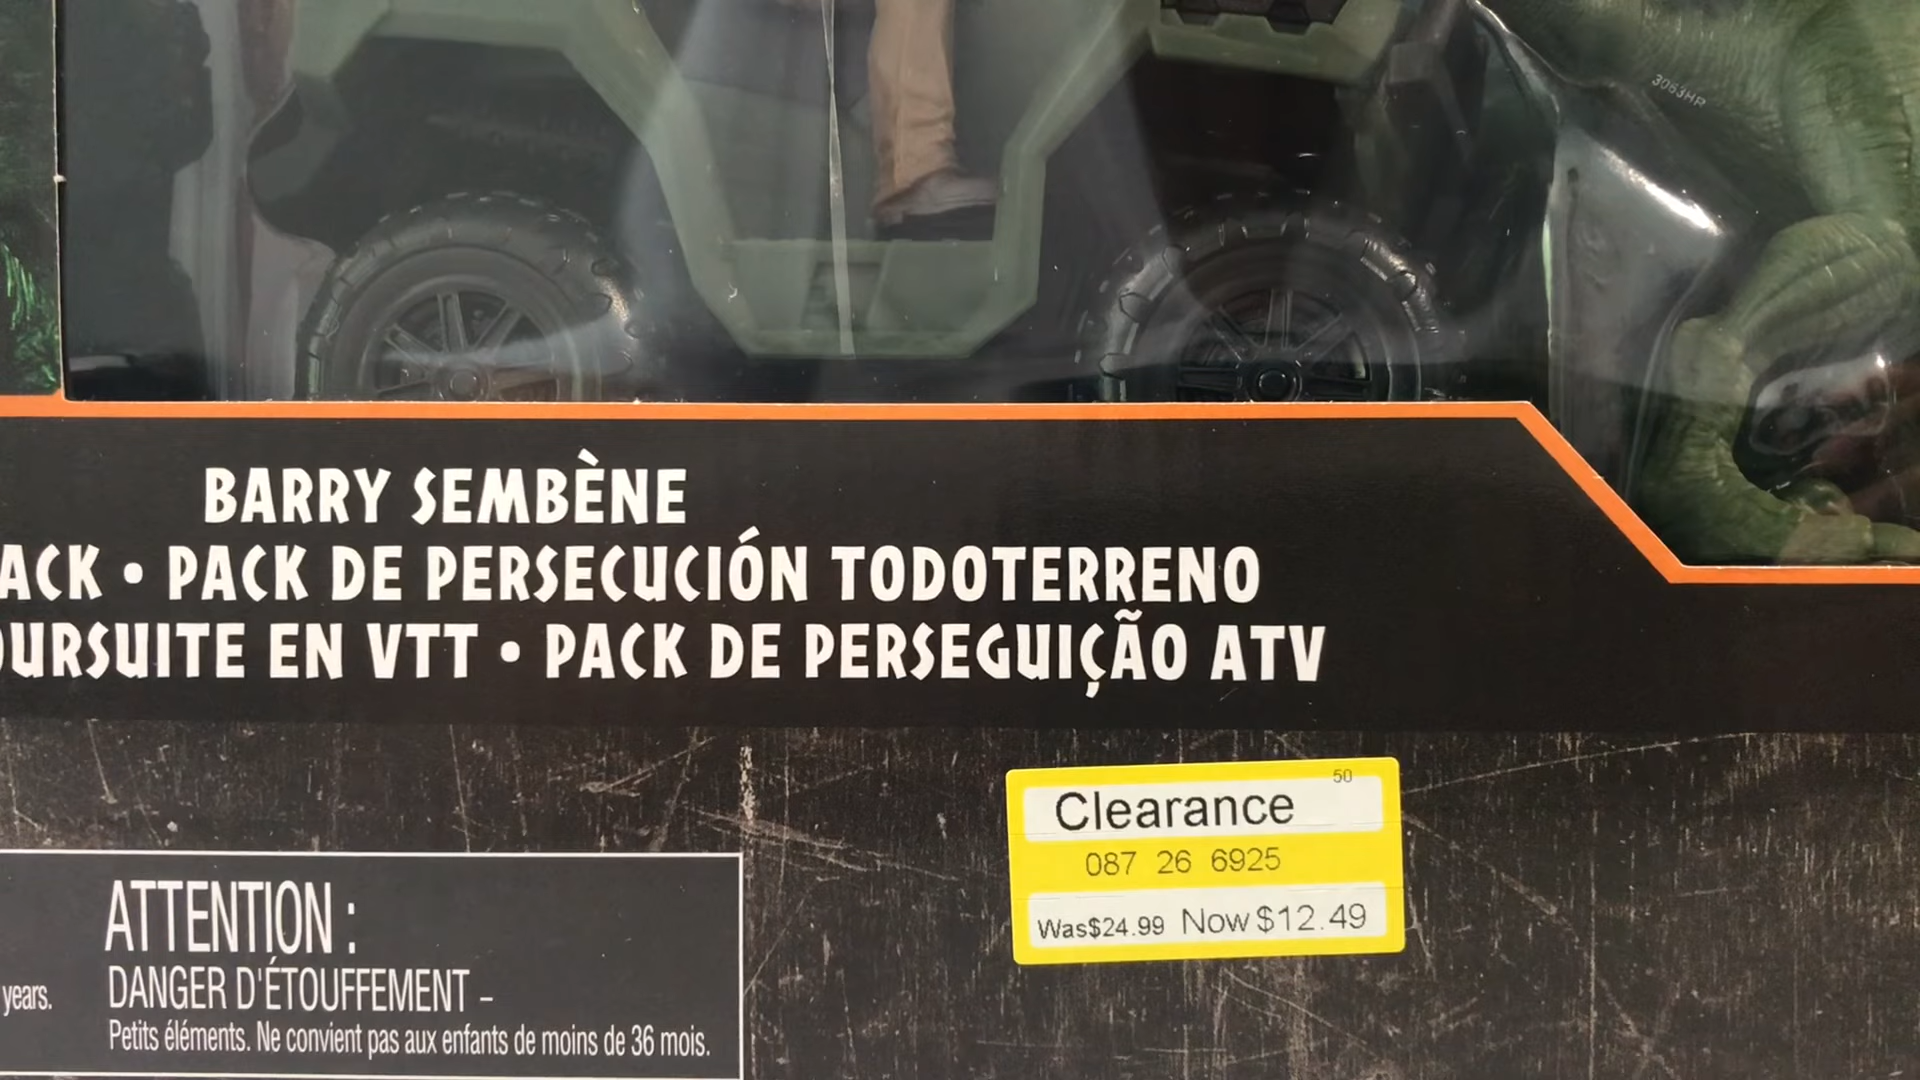 3063HP
BARRY SEMBÈNE
ACK • PACK DE PERSECUCIÓN TODOTERRENO
OURSUITE EN VTT • PACK DE PERSEGUIÇÃO ATV
50
Clearance
087 26 6925
Was$24.99 Now $12.49
ATTENTION :
DANGER D'ÉTOUFFEMENT –
years.
Petits éléments. Ne convient pas aux enfants de moins de 36 mois.